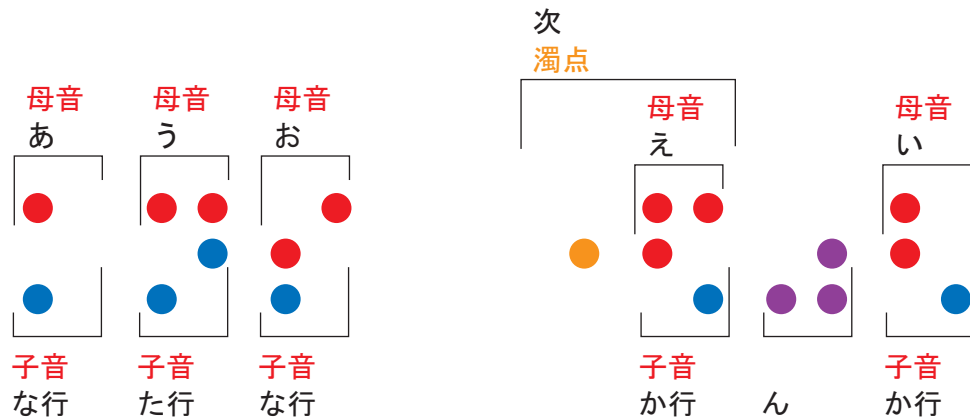 次
濁点
母音 母音 母音 母音 母音
あ う お え い
子音 子音 子音 子音 子音
な行 た行 な行 か行 ん か行